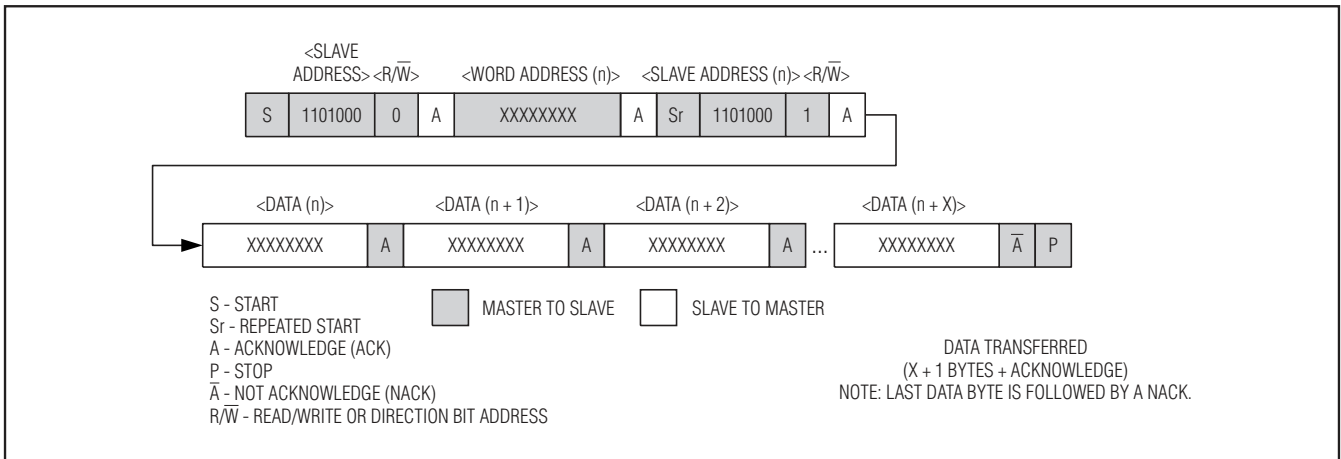 <SLAVE
ADDRESS> <R/W̅> <WORD ADDRESS (n)> <SLAVE ADDRESS (n)> <R/W̅>
S 1101000 0 A XXXXXXXX A Sr 1101000 1 A
<DATA (n)> <DATA (n + 1)> <DATA (n + 2)> <DATA (n + X)>
XXXXXXXX A XXXXXXXX A XXXXXXXX A ... XXXXXXXX A̅ P
S - START
Sr - REPEATED START
A - ACKNOWLEDGE (ACK)
P - STOP
A̅ - NOT ACKNOWLEDGE (NACK)
R/W̅ - READ/WRITE OR DIRECTION BIT ADDRESS
MASTER TO SLAVE SLAVE TO MASTER
DATA TRANSFERRED
(X + 1 BYTES + ACKNOWLEDGE)
NOTE: LAST DATA BYTE IS FOLLOWED BY A NACK.